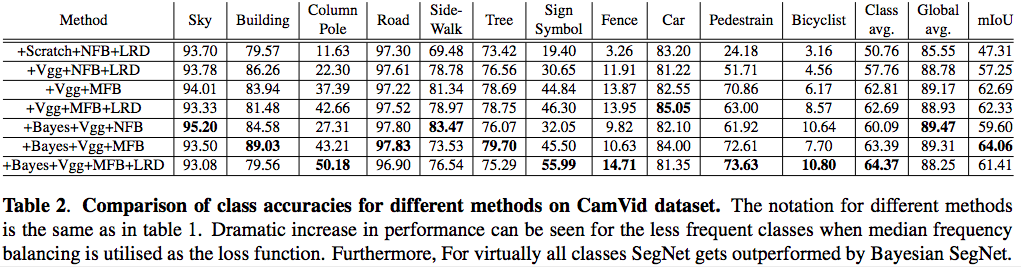 Method Sky Building Column Pole Road Side-Walk Tree Sign Symbol Fence Car Pedestrain Bicyclist Class avg. Global avg. mIoU
+Scratch+NFB+LRD 93.70 79.57 11.63 97.30 69.48 73.42 19.40 3.26 83.20 24.18 3.16 50.76 85.55 47.31
+Vgg+NFB+LRD 93.78 86.26 22.30 97.61 78.78 76.56 30.65 11.91 81.22 51.71 4.56 57.76 88.78 57.25
+Vgg+MFB 94.01 83.94 37.39 97.22 81.34 78.69 44.84 13.87 82.55 70.86 6.17 62.81 89.17 62.69
+Vgg+MFB+LRD 93.33 81.48 42.66 97.52 78.97 78.75 46.30 13.95 85.05 63.00 8.57 62.69 88.93 62.33
+Bayes+Vgg+NFB 95.20 84.58 27.31 97.80 83.47 76.07 32.05 9.82 82.10 61.92 10.64 60.09 89.47 59.60
+Bayes+Vgg+MFB 93.50 89.03 43.21 97.83 73.53 79.70 45.50 10.63 84.00 72.61 7.70 63.39 89.31 64.06
+Bayes+Vgg+MFB+LRD 93.08 79.56 50.18 96.90 76.54 75.29 55.99 14.71 81.35 73.63 10.80 64.37 88.25 61.41
Table 2. Comparison of class accuracies for different methods on CamVid dataset. The notation for different methods
is the same as in table 1. Dramatic increase in performance can be seen for the less frequent classes when median frequency
balancing is utilised as the loss function. Furthermore, For virtually all classes SegNet gets outperformed by Bayesian SegNet.